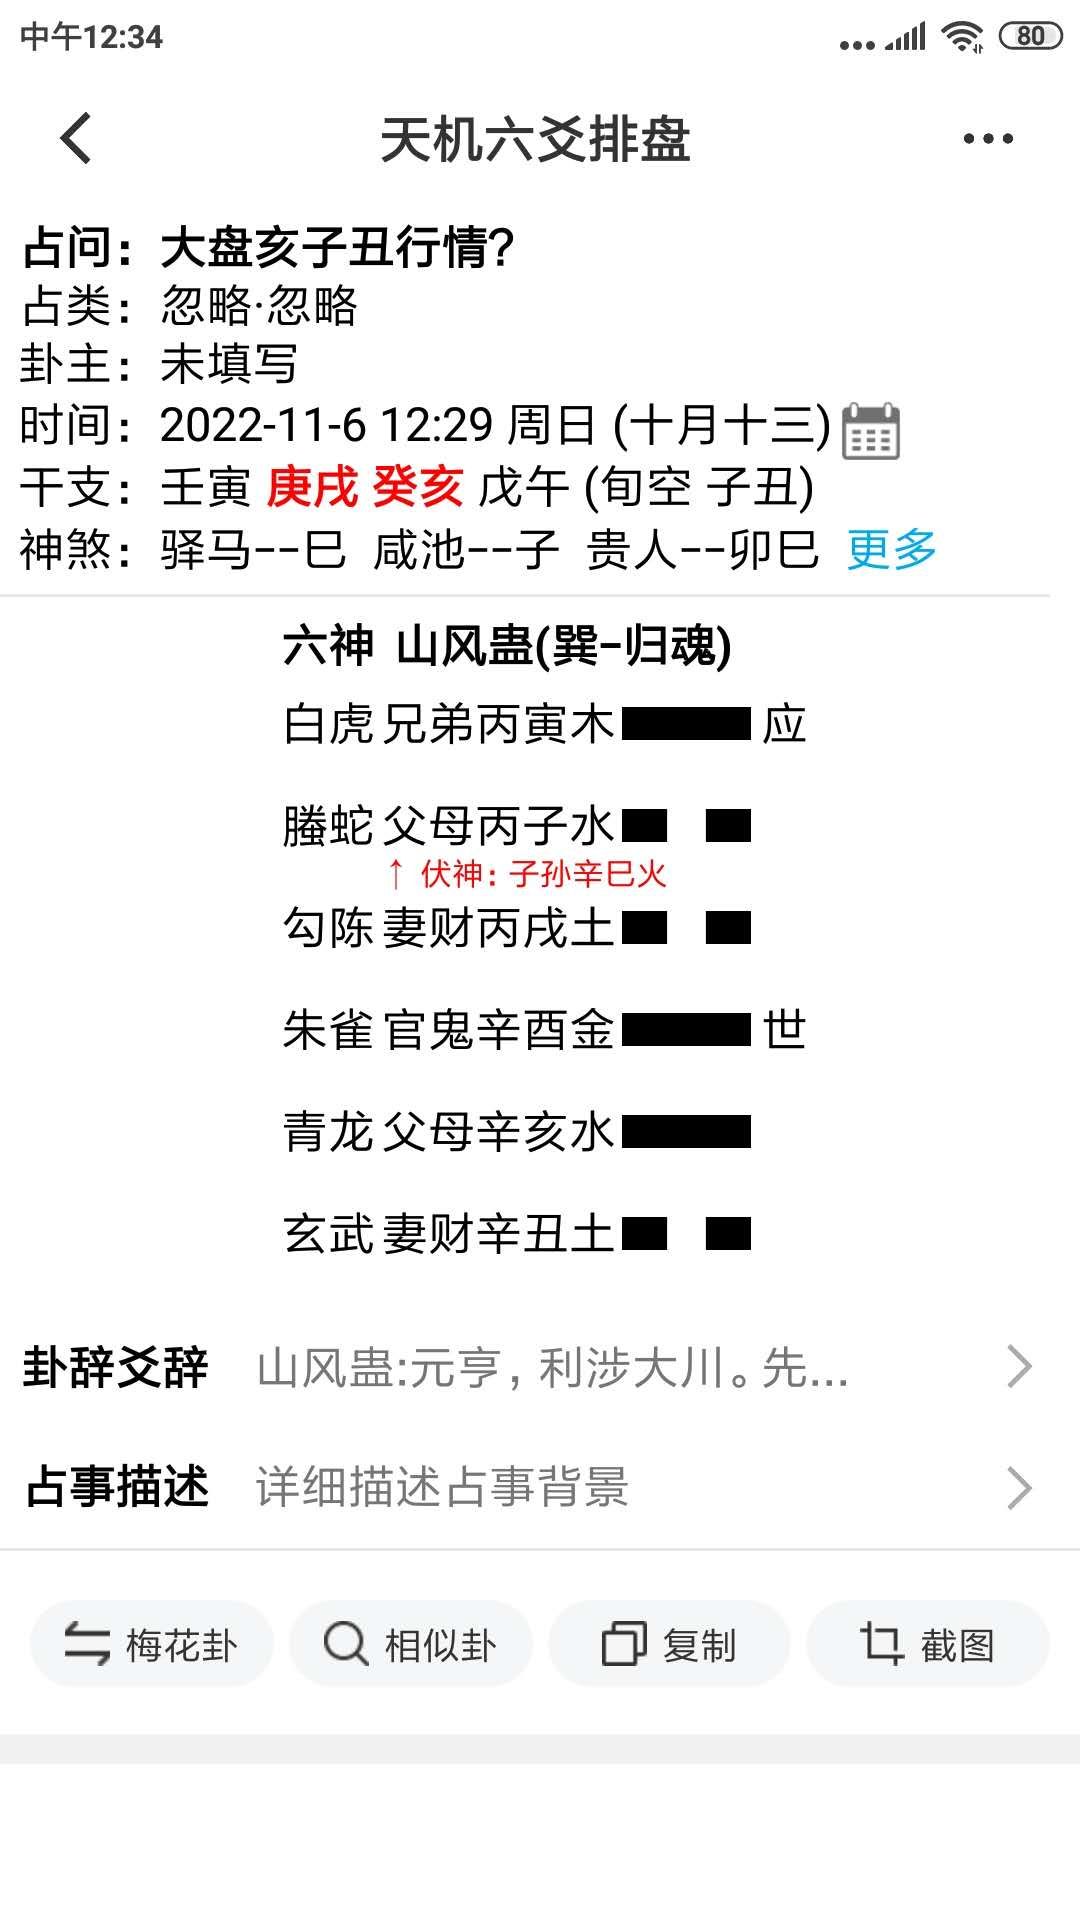 中午12:34
80
天机六爻排盘
占问：大盘亥子丑行情?
占类：忽略·忽略
卦主：未填写
时间：2022-11-6 12:29 周日 (十月十三)
干支：壬寅 庚戌 癸亥 戊午 (旬空 子丑)
神煞：驿马--巳 咸池--子 贵人--卯巳 更多
六神 山风蛊(巽-归魂)
白虎 兄弟丙寅木 应
螣蛇 父母丙子水
↑ 伏神：子孙辛巳火
勾陈 妻财丙戌土
朱雀 官鬼辛酉金 世
青龙 父母辛亥水
玄武 妻财辛丑土
卦辞爻辞 山风蛊:元亨，利涉大川。先...
占事描述 详细描述占事背景
梅花卦 相似卦 复制 截图